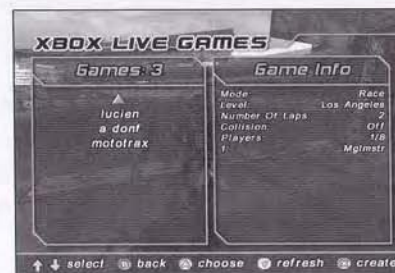 XBOX LIVE GAMES
Games: 3
lucien
a donf
mototrax
Game Info
Mode: Race
Level: Los Angeles
Number Of Laps 2
Collision: Off
Players: 1/8
1: Mglmstr
select back choose refresh create